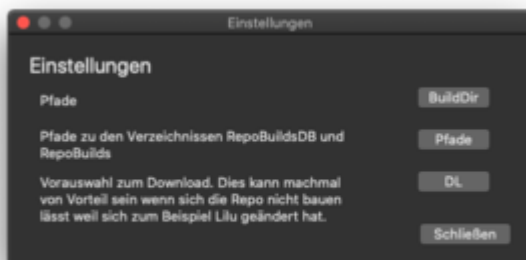 Einstellungen
Einstellungen
Pfade
BuildDir
Pfade zu den Verzeichnissen RepoBuildsDB und
RepoBuilds
Pfade
Vorauswahl zum Download. Dies kann machmal
von Vorteil sein wenn sich die Repo nicht bauen
lässt weil sich zum Beispiel Lilu geändert hat.
DL
Schließen